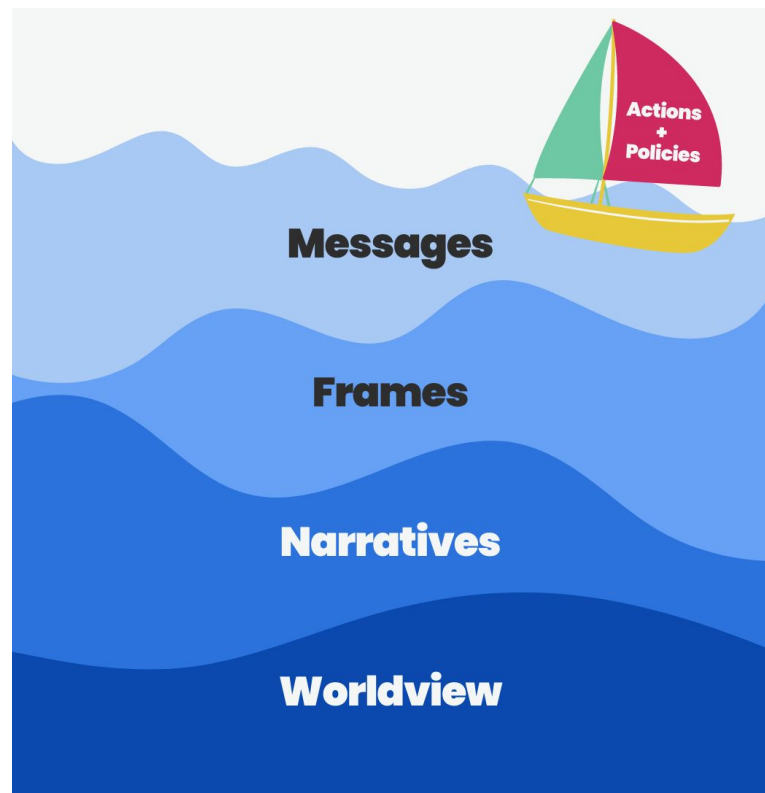 Actions
+
Policies
Messages
Frames
Narratives
Worldview